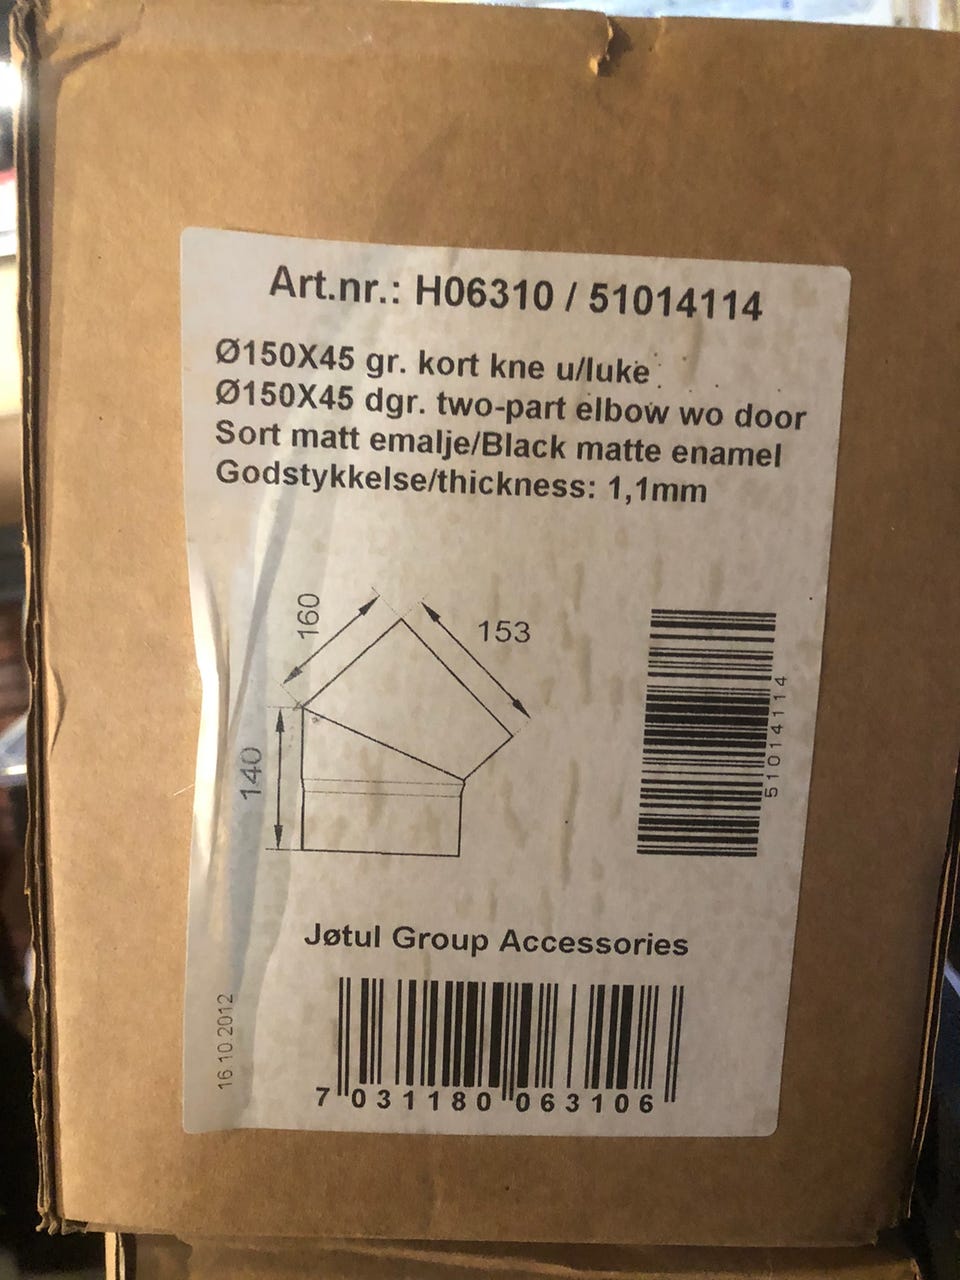 Art.nr.: H06310 / 51014114
Ø150X45 gr. kort kne u/luke
Ø150X45 dgr. two-part elbow wo door
Sort matt emalje/Black matte enamel
Godstykkelse/thickness: 1,1mm
160
153
140
51014114
Jøtul Group Accessories
16.10.2012
7 031180 063106